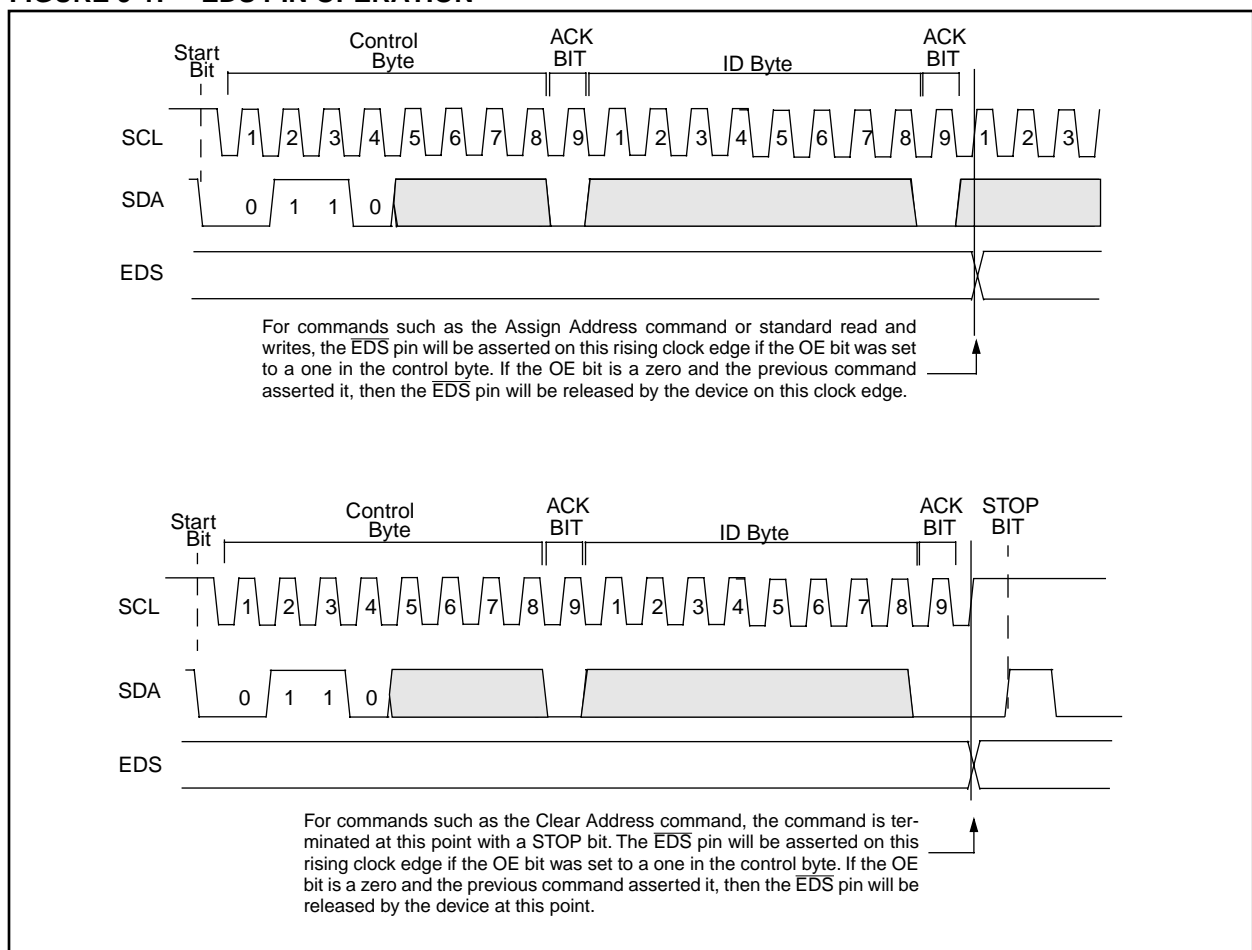 Start Bit Control Byte ACK BIT ID Byte ACK BIT
SCL 1 2 3 4 5 6 7 8 9 1 2 3 4 5 6 7 8 9 1 2 3
SDA 0 1 1 0
EDS
For commands such as the Assign Address command or standard read and
writes, the EDS pin will be asserted on this rising clock edge if the OE bit was set
to a one in the control byte. If the OE bit is a zero and the previous command
asserted it, then the EDS pin will be released by the device on this clock edge.
Start Bit Control Byte ACK BIT ID Byte ACK BIT STOP BIT
SCL 1 2 3 4 5 6 7 8 9 1 2 3 4 5 6 7 8 9
SDA 0 1 1 0
EDS
For commands such as the Clear Address command, the command is ter-
minated at this point with a STOP bit. The EDS pin will be asserted on this
rising clock edge if the OE bit was set to a one in the control byte. If the OE
bit is a zero and the previous command asserted it, then the EDS pin will be
released by the device at this point.